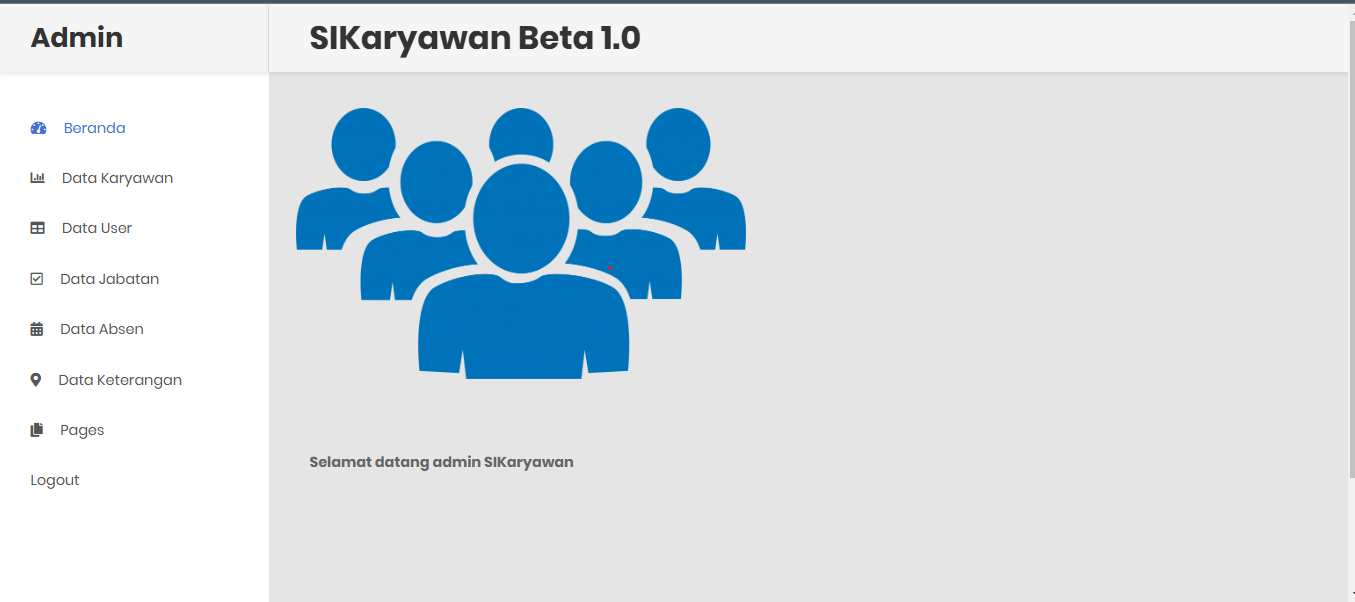 Admin
SIKaryawan Beta 1.0
Beranda
Data Karyawan
Data User
Data Jabatan
Data Absen
Data Keterangan
Pages
Logout
Selamat datang admin SIKaryawan